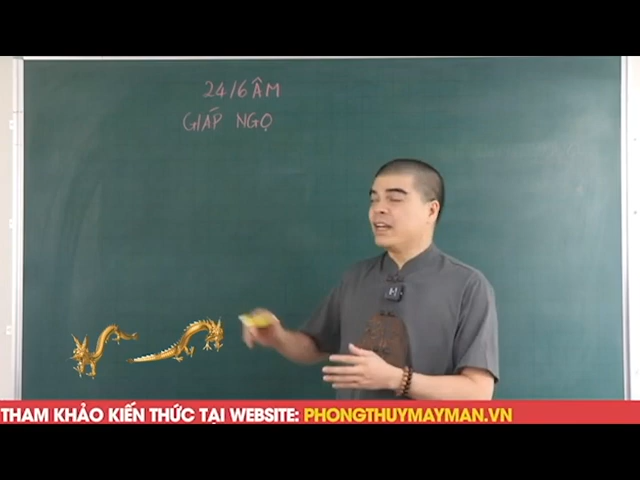 24/6 ÂM
GIÁP NGỌ
THAM KHẢO KIẾN THỨC TẠI WEBSITE: PHONGTHUYMAYMAN.VN